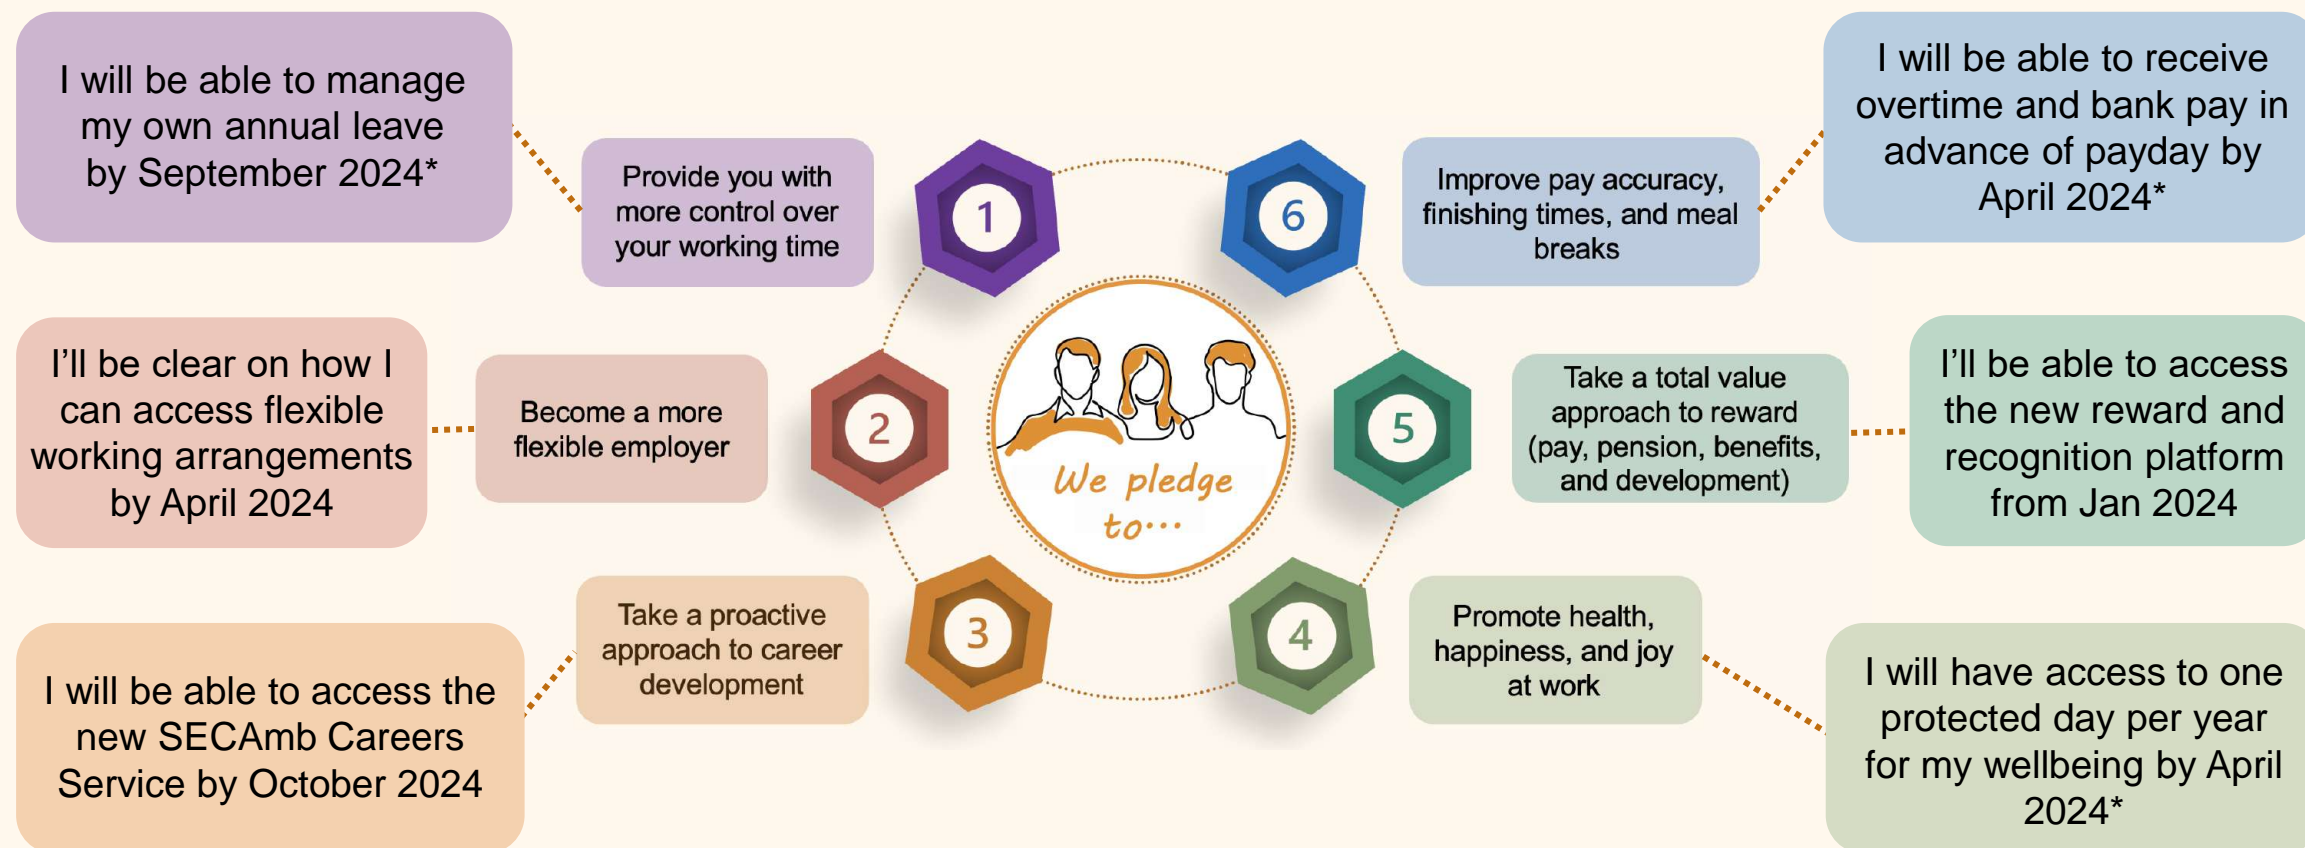 I will be able to manage
my own annual leave
by September 2024*
Provide you with
more control over
your working time
1
I'll be clear on how I
can access flexible
working arrangements
by April 2024
Become a more
flexible employer
2
I will be able to access the
new SECAmb Careers
Service by October 2024
Take a proactive
approach to career
development
3
We pledge
to...
6
Improve pay accuracy,
finishing times, and meal
breaks
I will be able to receive
overtime and bank pay in
advance of payday by
April 2024*
5
Take a total value
approach to reward
(pay, pension, benefits,
and development)
I'll be able to access
the new reward and
recognition platform
from Jan 2024
4
Promote health,
happiness, and joy
at work
I will have access to one
protected day per year
for my wellbeing by April
2024*